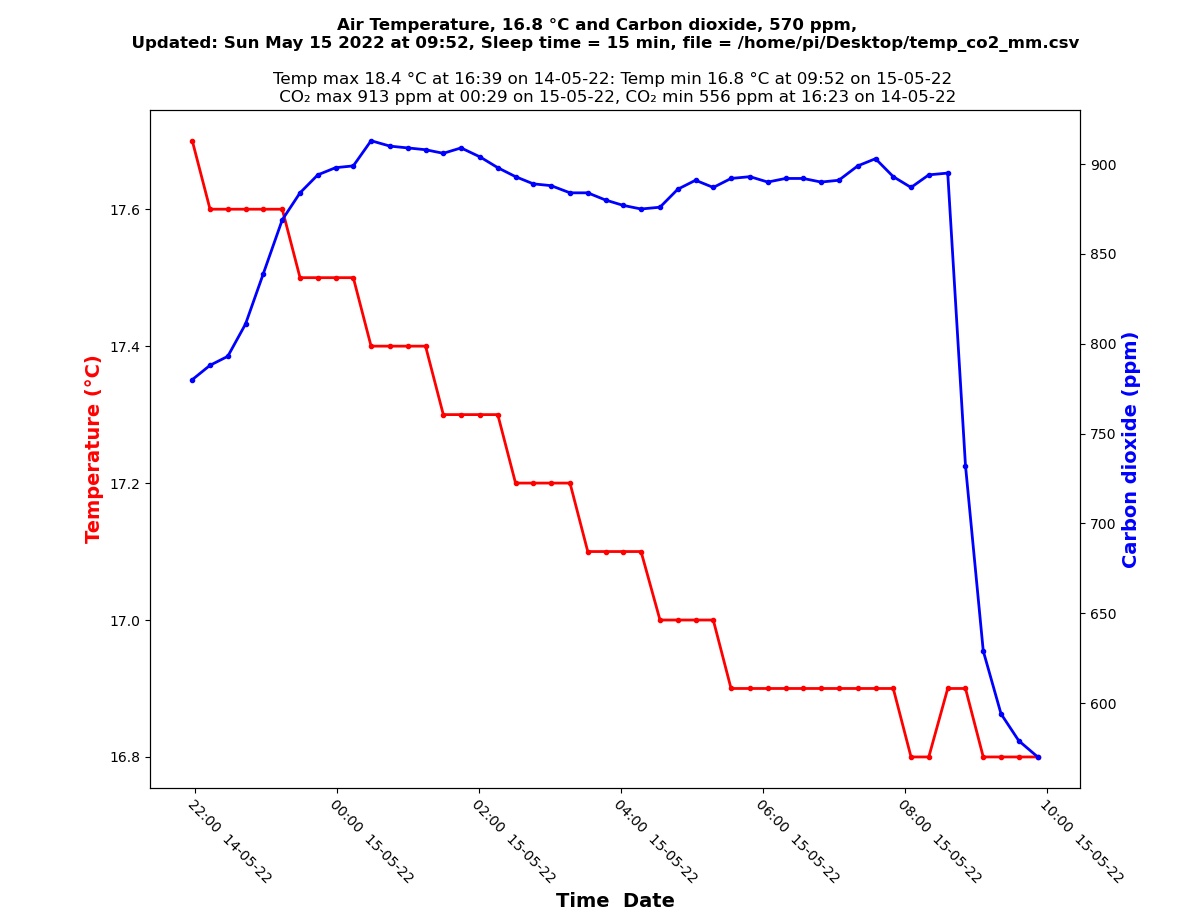 Air Temperature, 16.8 °C and Carbon dioxide, 570 ppm,
Updated: Sun May 15 2022 at 09:52, Sleep time = 15 min, file = /home/pi/Desktop/temp_co2_mm.csv
Temp max 18.4 °C at 16:39 on 14-05-22: Temp min 16.8 °C at 09:52 on 15-05-22
CO₂ max 913 ppm at 00:29 on 15-05-22, CO₂ min 556 ppm at 16:23 on 14-05-22
Temperature (°C)
17.6
17.4
17.2
17.0
16.8
900
850
800
750
700
650
600
Carbon dioxide (ppm)
22:00 14-05-22
00:00 15-05-22
02:00 15-05-22
04:00 15-05-22
06:00 15-05-22
08:00 15-05-22
10:00 15-05-22
Time Date